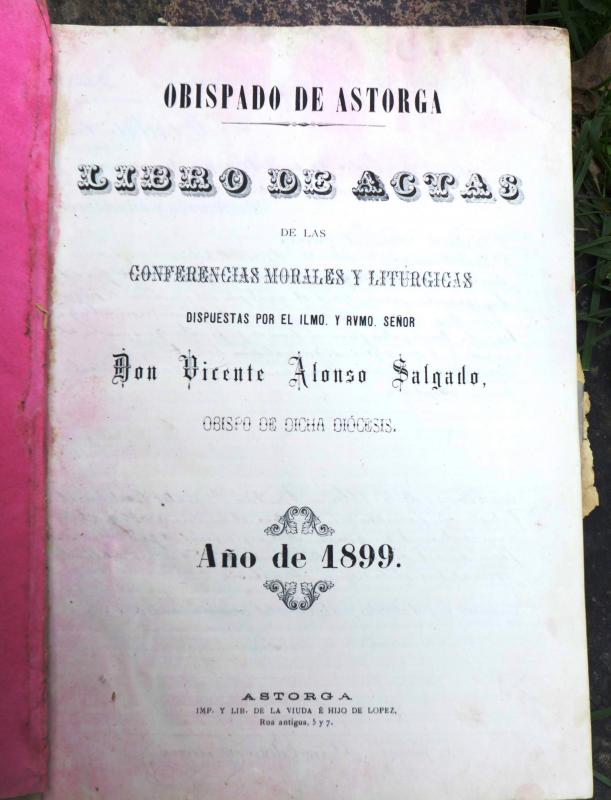 OBISPADO DE ASTORGA
LIBRO DE ACTAS
DE LAS
CONFERENCIAS MORALES Y LITÚRGICAS
DISPUESTAS POR EL ILMO. Y RVMO. SEÑOR
Don Vicente Alonso Salgado,
OBISPO DE DICHA DIÓCESIS.
Año de 1899.
ASTORGA
IMP. Y LIB. DE LA VIUDA É HIJO DE LOPEZ,
Rua antigua, 5 y 7.